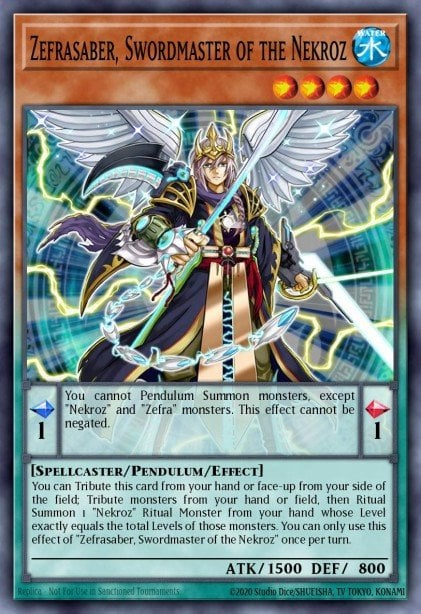 Zefrasaber, Swordmaster of the Nekroz
WATER
水
You cannot Pendulum Summon monsters, except
"Nekroz" and "Zefra" monsters. This effect cannot be
negated.
1
1
[Spellcaster/Pendulum/Effect]
You can Tribute this card from your hand or face-up from your side of
the field; Tribute monsters from your hand or field, then Ritual
Summon 1 "Nekroz" Ritual Monster from your hand whose Level
exactly equals the total Levels of those monsters. You can only use this
effect of "Zefrasaber, Swordmaster of the Nekroz" once per turn.
ATK/1500 DEF/ 800
Replica - Not For Use in Sanctioned Tournaments
©2020 Studio Dice/SHUEISHA, TV TOKYO, KONAMI